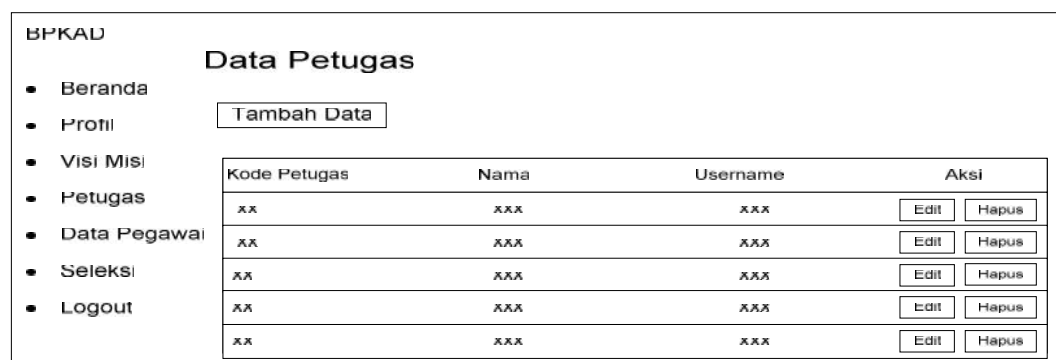 BPKAD
Data Petugas
• Beranda
• Profil
• Visi Misi
• Petugas
• Data Pegawai
• Seleksi
• Logout
Tambah Data
Kode Petugas Nama Username Aksi
xx xxx xxx Edit Hapus
xx xxx xxx Edit Hapus
xx xxx xxx Edit Hapus
xx xxx xxx Edit Hapus
xx xxx xxx Edit Hapus